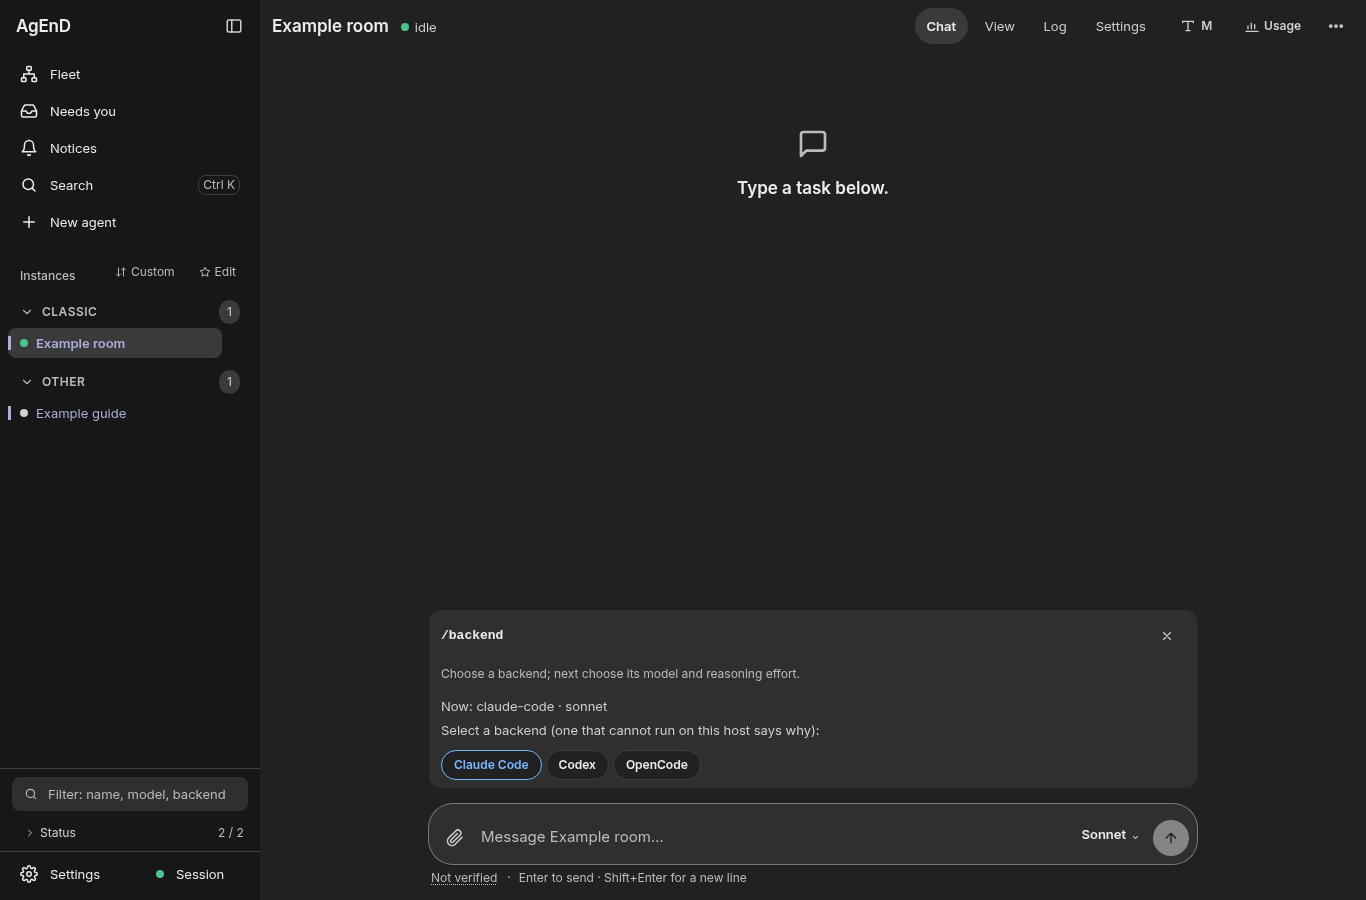 AgEnD
Fleet
Needs you
Notices
Search Ctrl K
New agent
Instances Custom Edit
CLASSIC 1
Example room
OTHER 1
Example guide
Filter: name, model, backend
Status 2 / 2
Settings Session
Example room idle
Chat View Log Settings M Usage
Type a task below.
/backend
Choose a backend; next choose its model and reasoning effort.
Now: claude-code · sonnet
Select a backend (one that cannot run on this host says why):
Claude Code Codex OpenCode
Message Example room...
Sonnet
Not verified · Enter to send · Shift+Enter for a new line